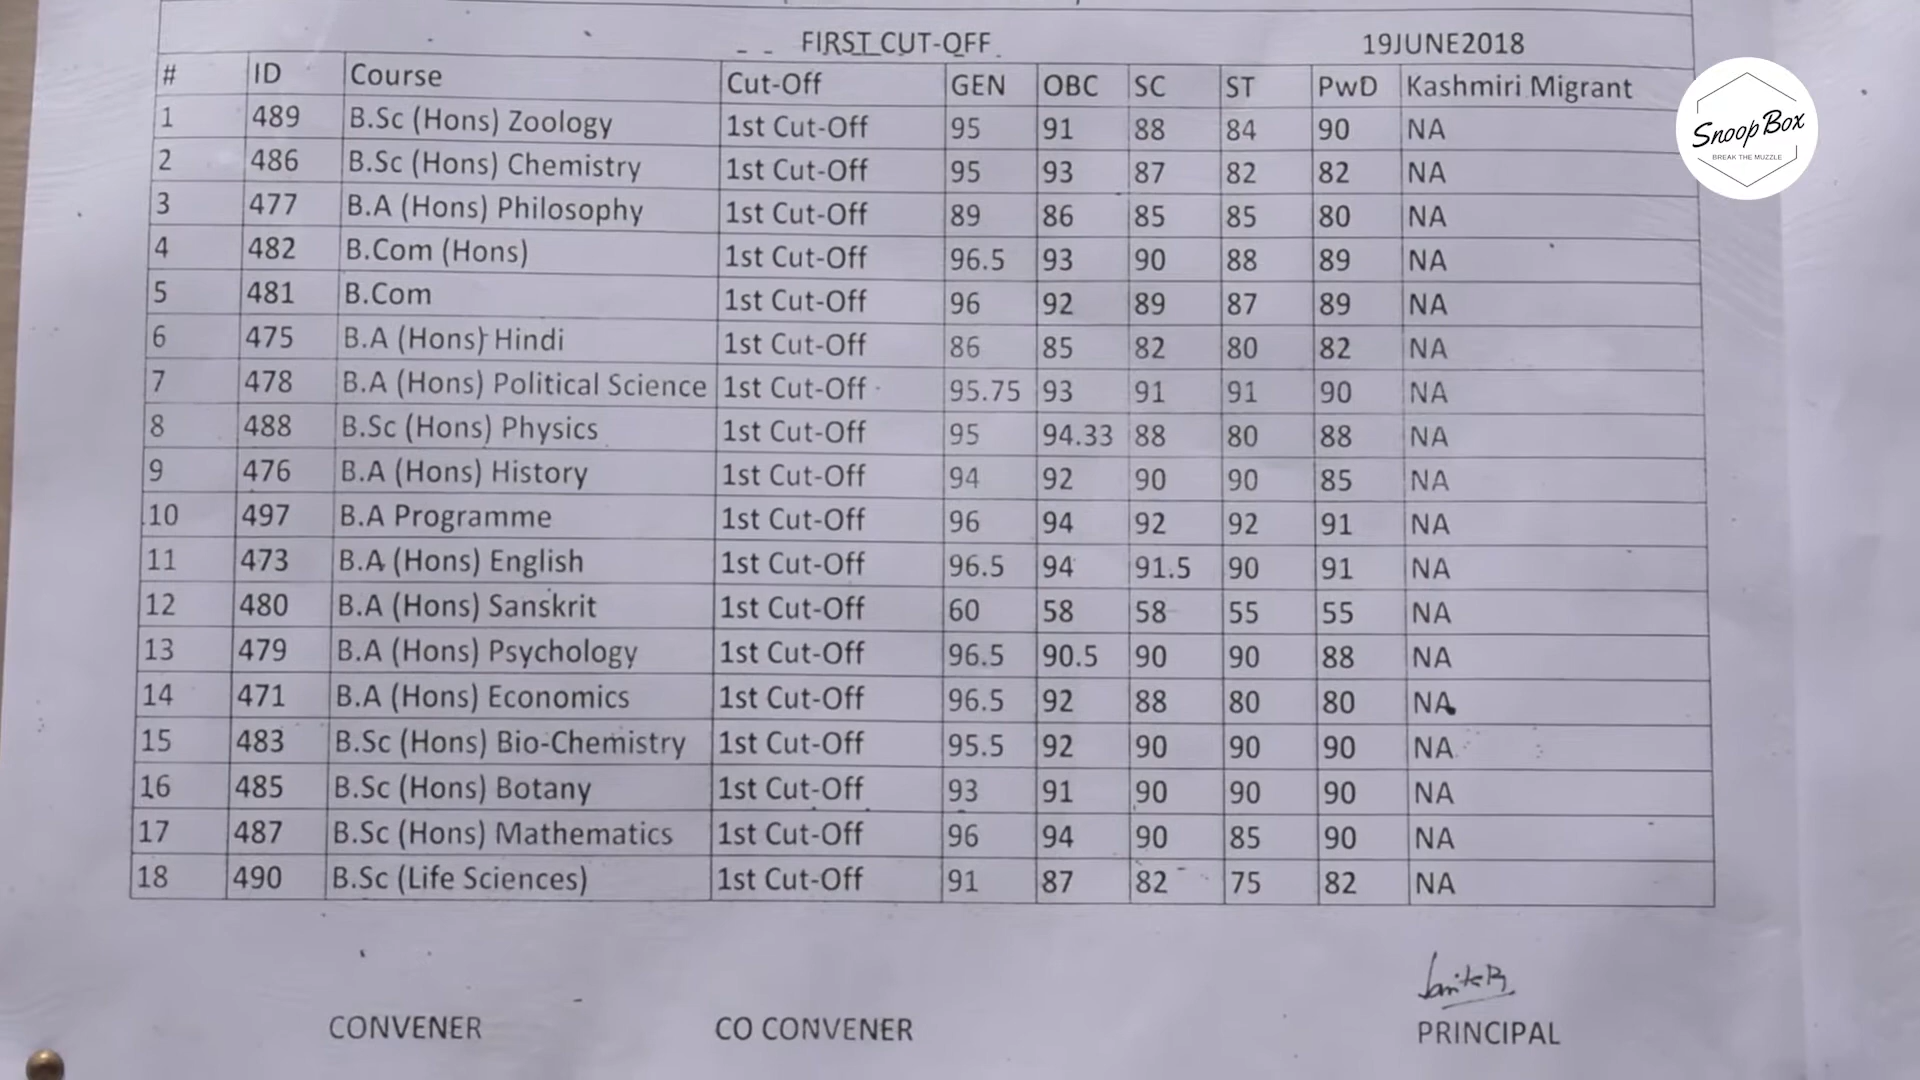 FIRST CUT-OFF 19JUNE2018
# ID Course Cut-Off GEN OBC SC ST PwD Kashmiri Migrant
1 489 B.Sc (Hons) Zoology 1st Cut-Off 95 91 88 84 90 NA
2 486 B.Sc (Hons) Chemistry 1st Cut-Off 95 93 87 82 82 NA
3 477 B.A (Hons) Philosophy 1st Cut-Off 89 86 85 85 80 NA
4 482 B.Com (Hons) 1st Cut-Off 96.5 93 90 88 89 NA
5 481 B.Com 1st Cut-Off 96 92 89 87 89 NA
6 475 B.A (Hons) Hindi 1st Cut-Off 86 85 82 80 82 NA
7 478 B.A (Hons) Political Science 1st Cut-Off 95.75 93 91 91 90 NA
8 488 B.Sc (Hons) Physics 1st Cut-Off 95 94.33 88 80 88 NA
9 476 B.A (Hons) History 1st Cut-Off 94 92 90 90 85 NA
10 497 B.A Programme 1st Cut-Off 96 94 92 92 91 NA
11 473 B.A (Hons) English 1st Cut-Off 96.5 94 91.5 90 91 NA
12 480 B.A (Hons) Sanskrit 1st Cut-Off 60 58 58 55 55 NA
13 479 B.A (Hons) Psychology 1st Cut-Off 96.5 90.5 90 90 88 NA
14 471 B.A (Hons) Economics 1st Cut-Off 96.5 92 88 80 80 NA
15 483 B.Sc (Hons) Bio-Chemistry 1st Cut-Off 95.5 92 90 90 90 NA
16 485 B.Sc (Hons) Botany 1st Cut-Off 93 91 90 90 90 NA
17 487 B.Sc (Hons) Mathematics 1st Cut-Off 96 94 90 85 90 NA
18 490 B.Sc (Life Sciences) 1st Cut-Off 91 87 82 75 82 NA
CONVENER CO CONVENER PRINCIPAL
Snoop Box
BREAK THE MUZZLE